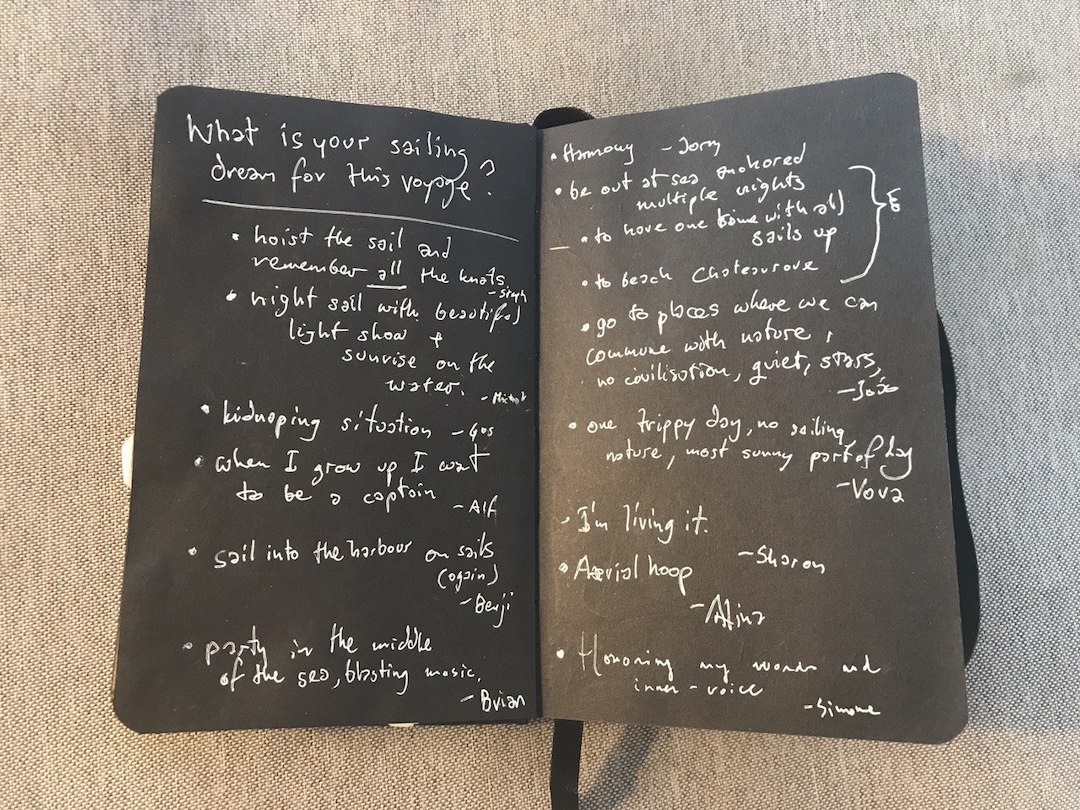 What is your sailing
dream for this voyage?
• hoist the sail and
remember all the knots
- Steph
• night sail with beautiful
light show +
sunrise on the
water.
• kidnaping situation - Gos
• when I grow up I want
to be a captain
- Alf
• sail into the harbour on sails
(again)
- Benji
• party in the middle
of the sea, blasting music.
- Brian
• Harmony - Jorn
• be out at sea anchored
multiple nights
- • to have one time with all
sails up
• to beach
• go to places where we can
commune with nature,
no civilisation, quiet, stars,
- João
• one trippy day, no sailing
nature, most sunny part of day
- Vova
- I'm living it.
- Sharon
• Aerial hoop
- Alina
• Honoring my and
inner-voice
- Simone